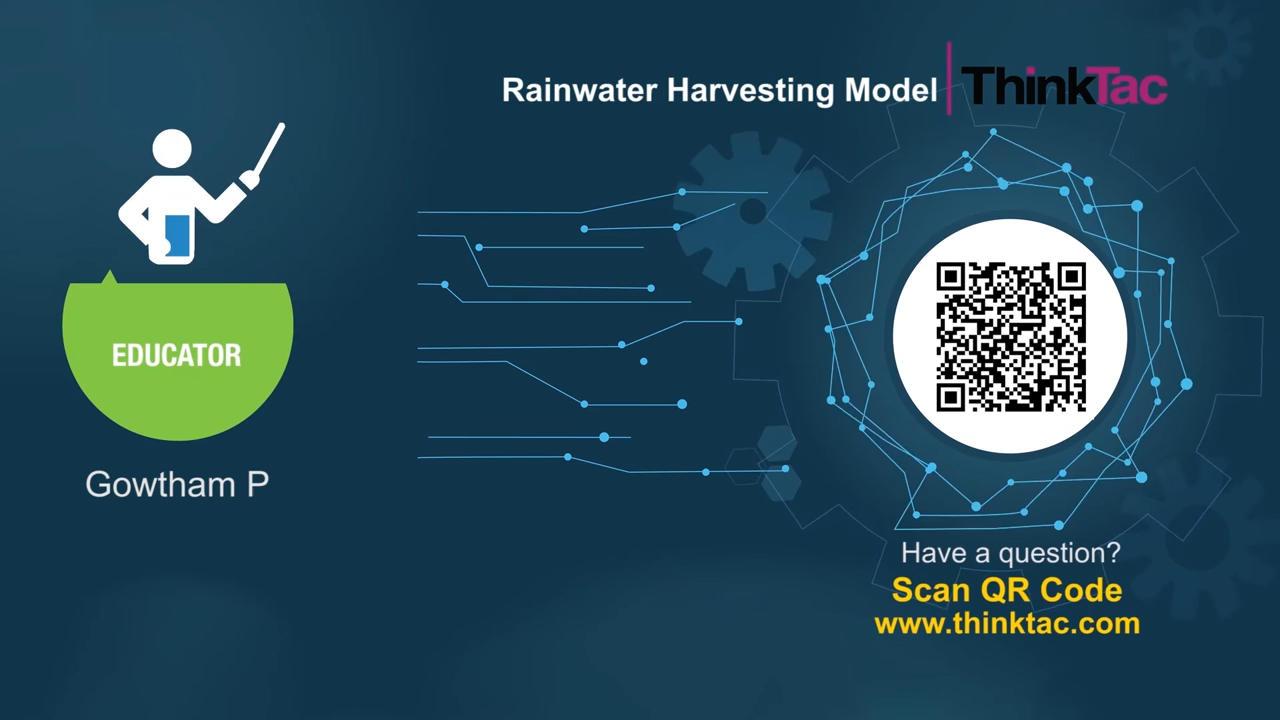 Rainwater Harvesting Model
ThinkTac
EDUCATOR
Gowtham P
Have a question?
Scan QR Code
www.thinktac.com